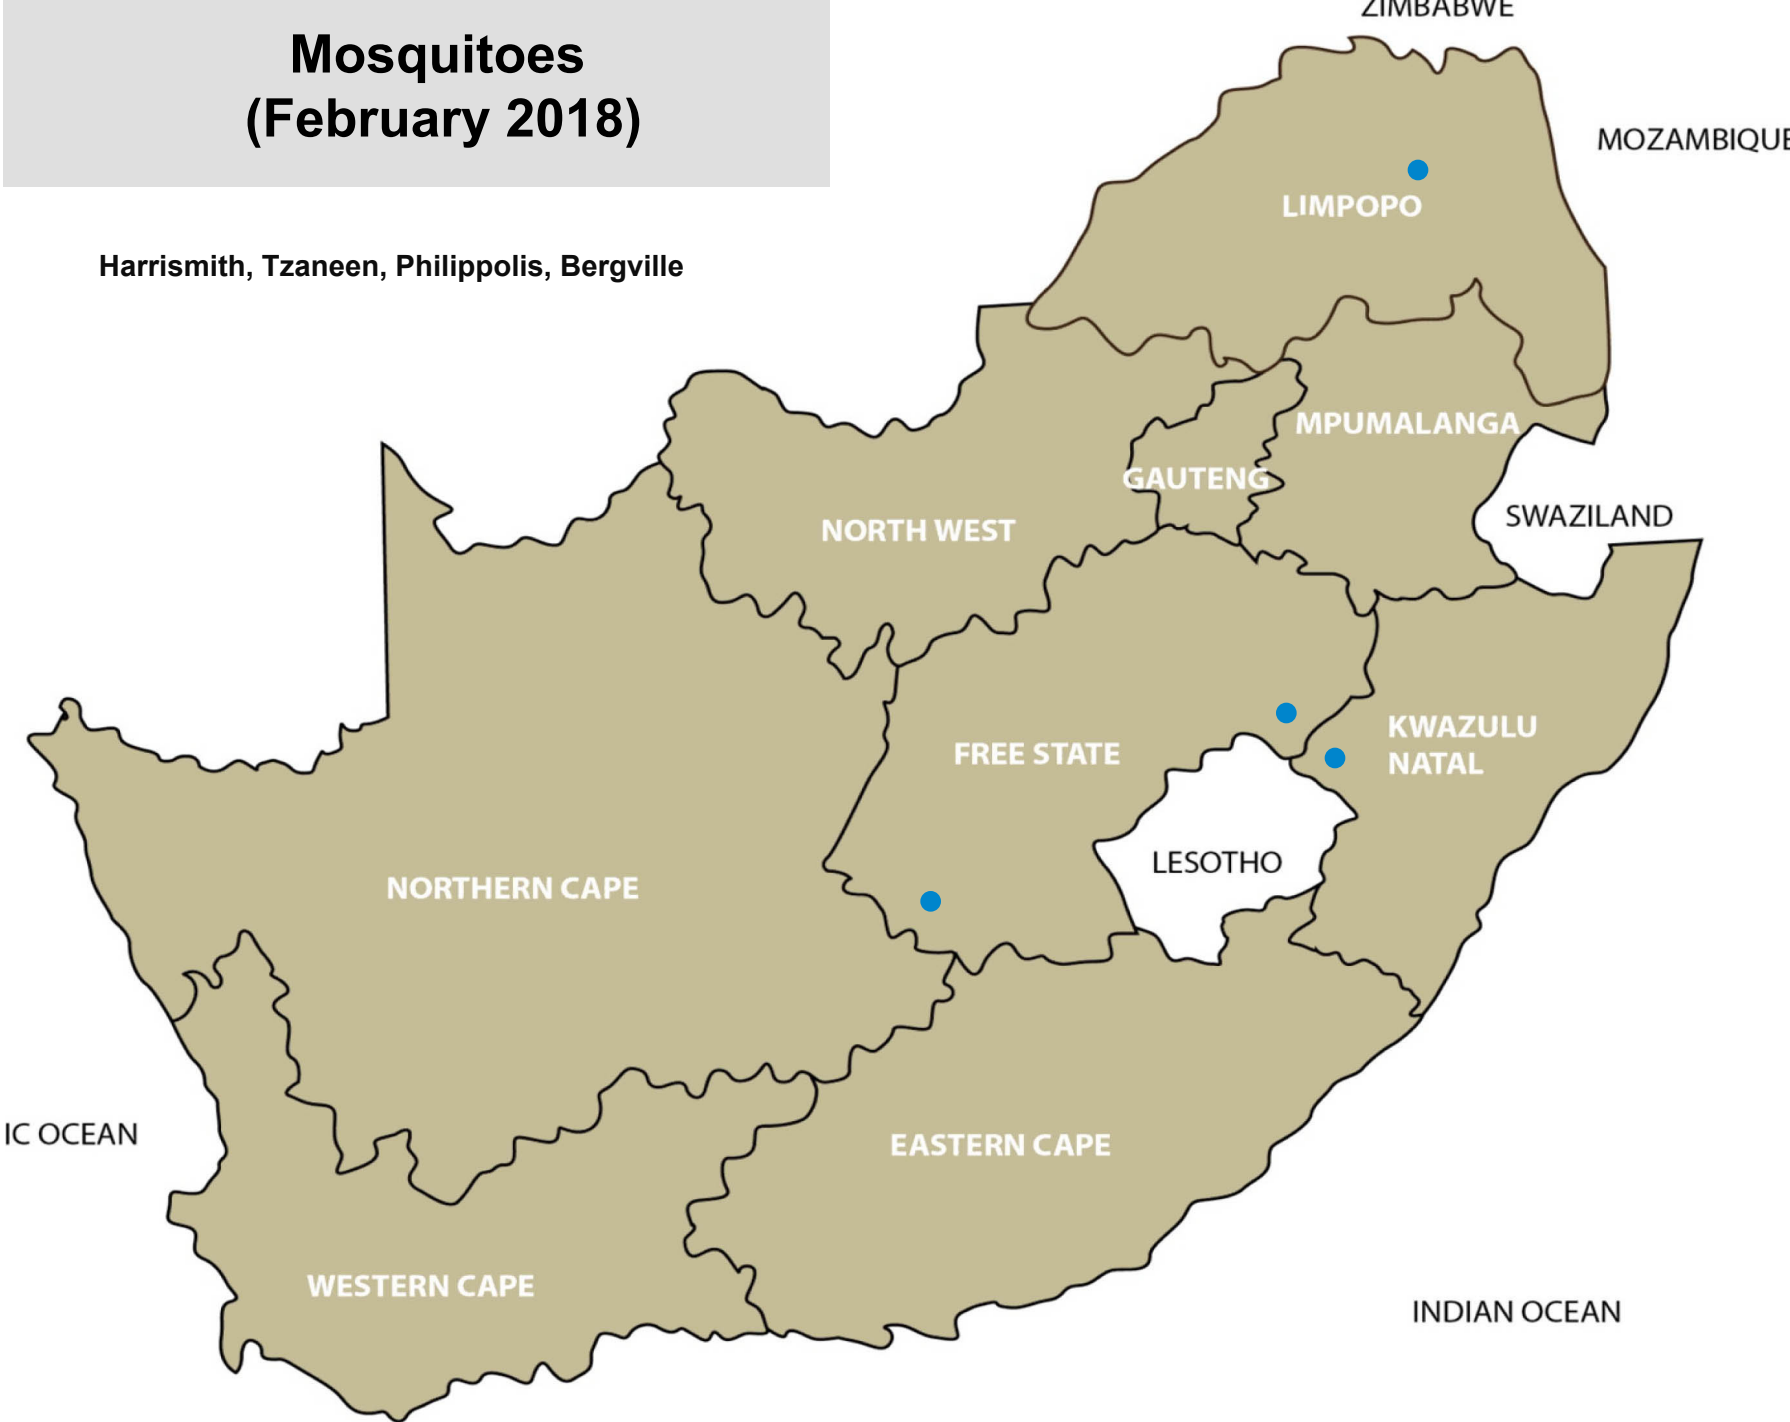 ZIMBABWE
Mosquitoes
(February 2018)
MOZAMBIQUE
LIMPOPO
Harrismith, Tzaneen, Philippolis, Bergville
MPUMALANGA
GAUTENG
SWAZILAND
NORTH WEST
KWAZULU
NATAL
FREE STATE
LESOTHO
NORTHERN CAPE
IC OCEAN
EASTERN CAPE
WESTERN CAPE
INDIAN OCEAN